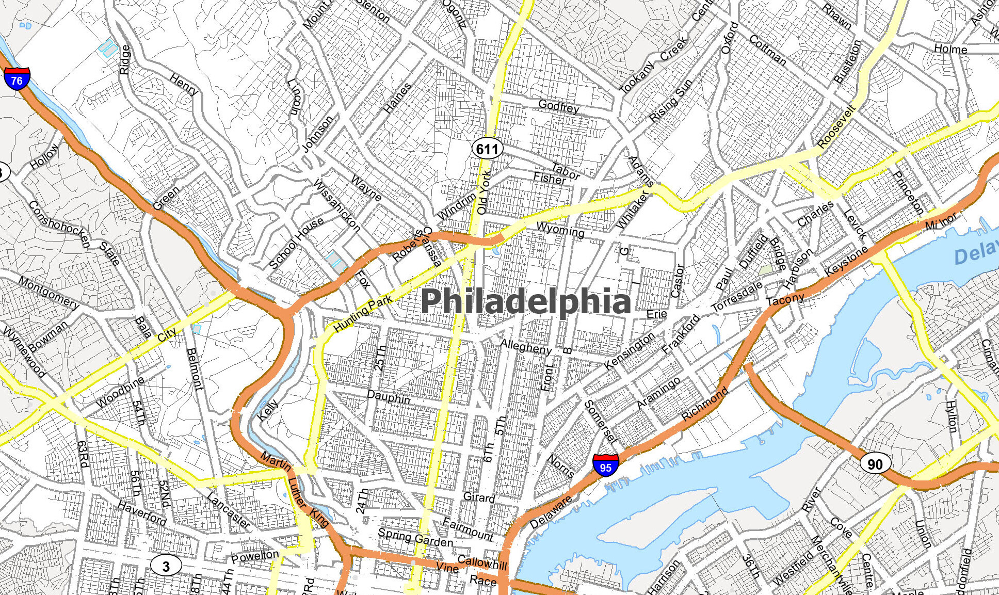 Stenton
Ogontz
Rhawn
Oxford
Cottman
Bustleton
Holme
76
Ridge
Henry
Lincoln
Haines
Tookany
Creek
Rising Sun
Godfrey
Johnson
Roosevelt
611
Hollow
Tabor
Fisher
Adams
Princeton
Green
Wayne
Wissahickon
Windrim
Old York
Whitaker
Charles
Levick
Milnor
Conshohocken
State
School House
Roberts
Clarissa
Wyoming
G
I
Castor
Paul
Duffield
Bridge
Harbison
Keystone
Fox
Philadelphia
Montgomery
Hunting Park
Torresdale
Tacony
Erie
Frankford
Wynnewood
Bowman
Bala
City
Belmont
25Th
Allegheny
B
Front
Kensington
Woodbine
54Th
Kelly
Dauphin
5Th
6Th
Somerset
Aramingo
Richmond
Hylton
63Rd
56Th
52Nd
Martin
Luther
King
Norris
95
90
Haverford
Lancaster
24Th
Girard
Delaware
Fairmount
Spring Garden
River
Cove
Union
3
Powelton
44Th
Vine
Callowhill
Race
Harrison
36Th
Westfield
Merchantville
Centre